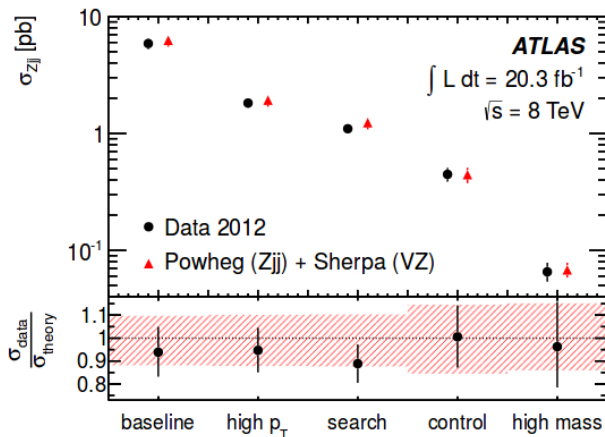 σ_Zjj [pb]
10
1
10⁻¹
ATLAS
∫ L dt = 20.3 fb⁻¹
√s = 8 TeV
Data 2012
Powheg (Zjj) + Sherpa (VZ)
σ_data
σ_theory
1.1
1
0.9
0.8
baseline high p_T search control high mass